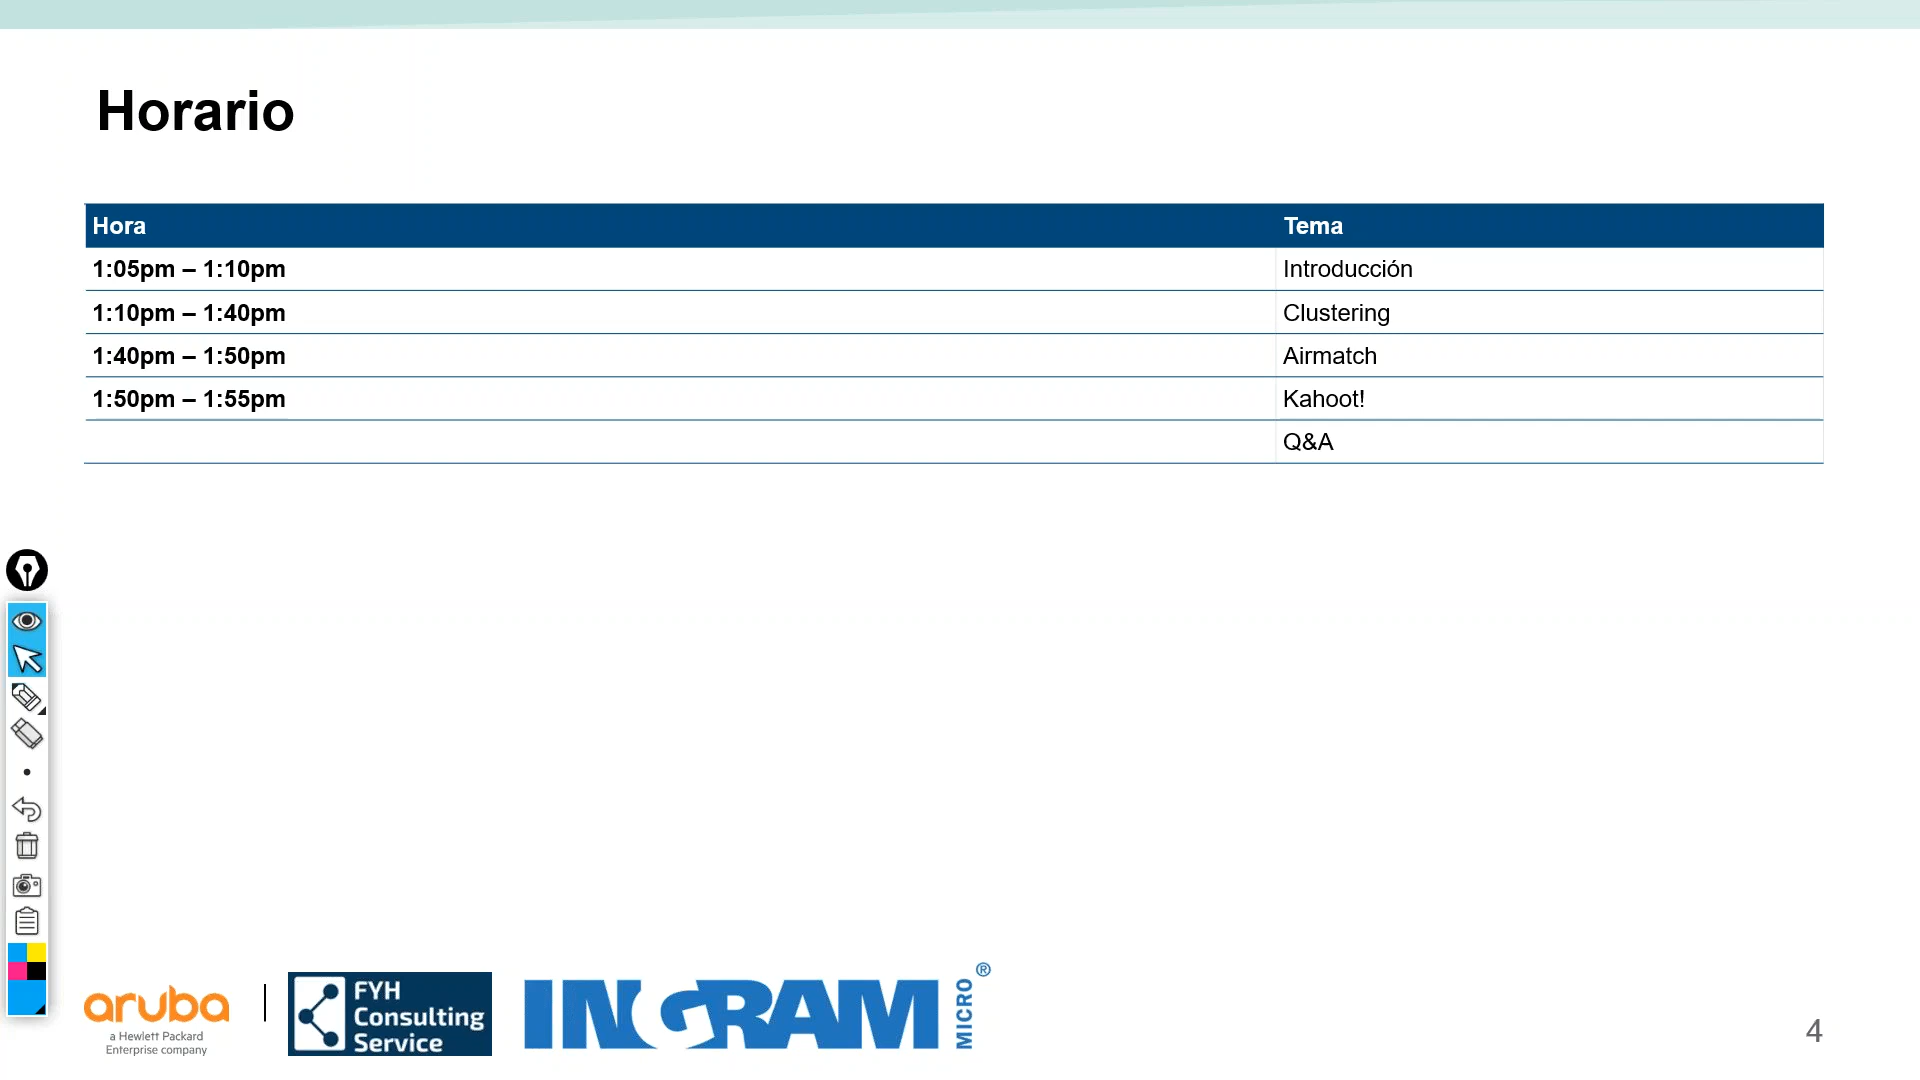 Horario
Hora Tema
1:05pm – 1:10pm Introducción
1:10pm – 1:40pm Clustering
1:40pm – 1:50pm Airmatch
1:50pm – 1:55pm Kahoot!
Q&A
aruba
a Hewlett Packard
Enterprise company
FYH
Consulting
Service
INGRAM
MICRO
®
4